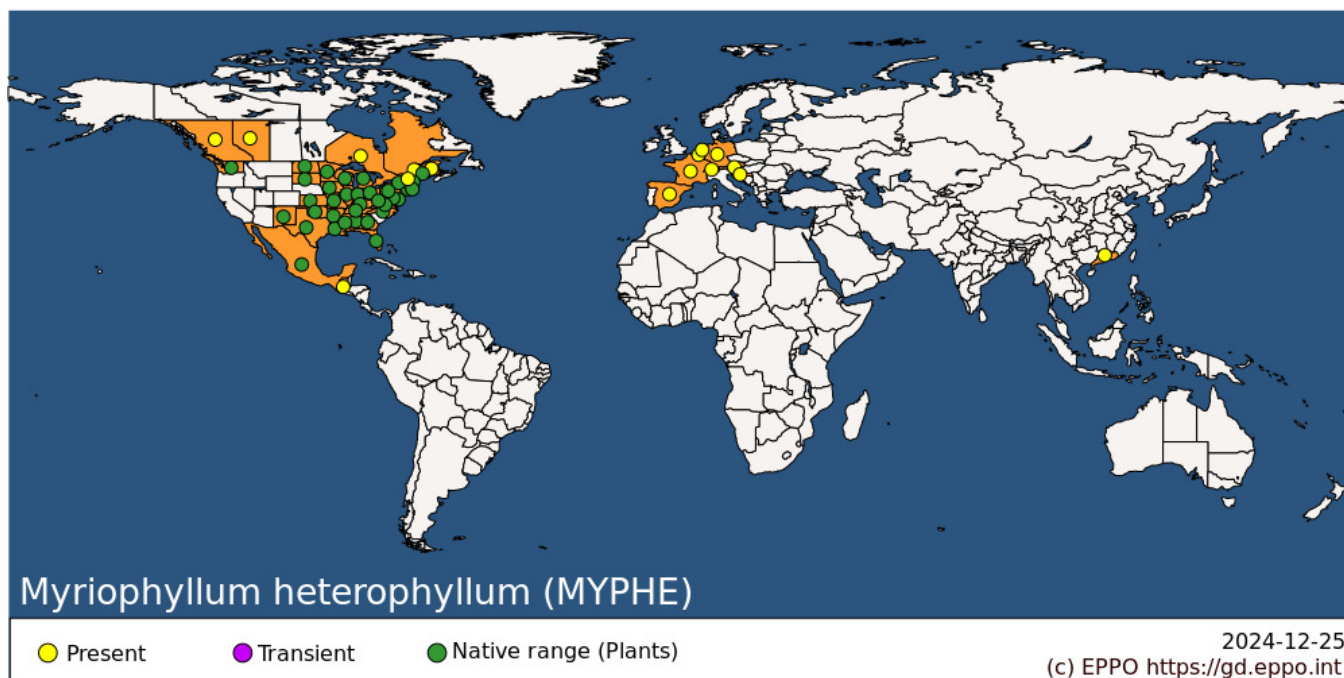 Myriophyllum heterophyllum (MYPHE)
Present
Transient
Native range (Plants)
2024-12-25
(c) EPPO https://gd.eppo.int